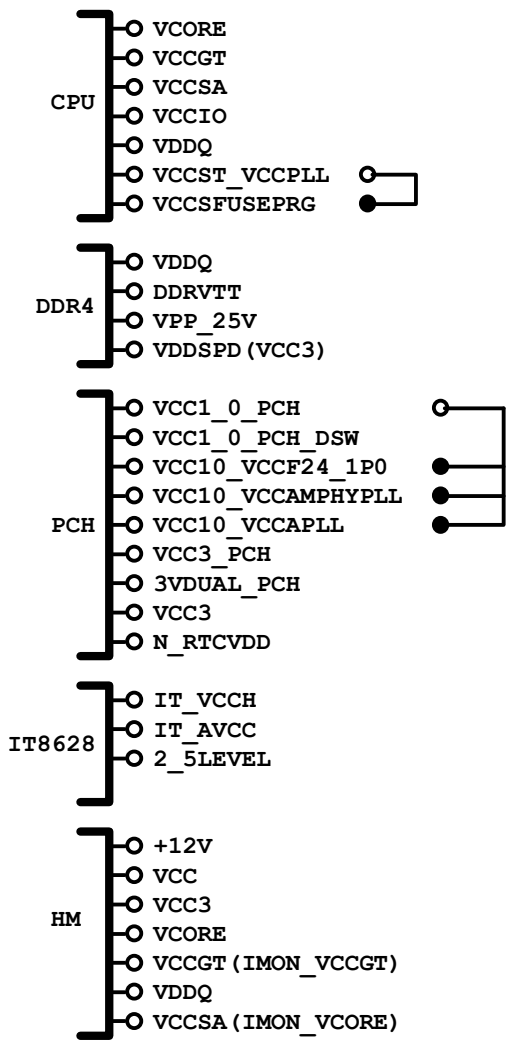 VCORE
VCCGT
VCCSA
CPU
VCCIO
VDDQ
VCCST_VCCPLL
VCCSFUSEPRG
VDDQ
DDRVTT
DDR4
VPP_25V
VDDSPD(VCC3)
VCC1_0_PCH
VCC1_0_PCH_DSW
VCC10_VCCF24_1P0
VCC10_VCCAMPHYPLL
PCH
VCC10_VCCAPLL
VCC3_PCH
3VDUAL_PCH
VCC3
N_RTCVDD
IT_VCCH
IT8628
IT_AVCC
2_5LEVEL
+12V
VCC
VCC3
HM
VCORE
VCCGT(IMON_VCCGT)
VDDQ
VCCSA(IMON_VCORE)